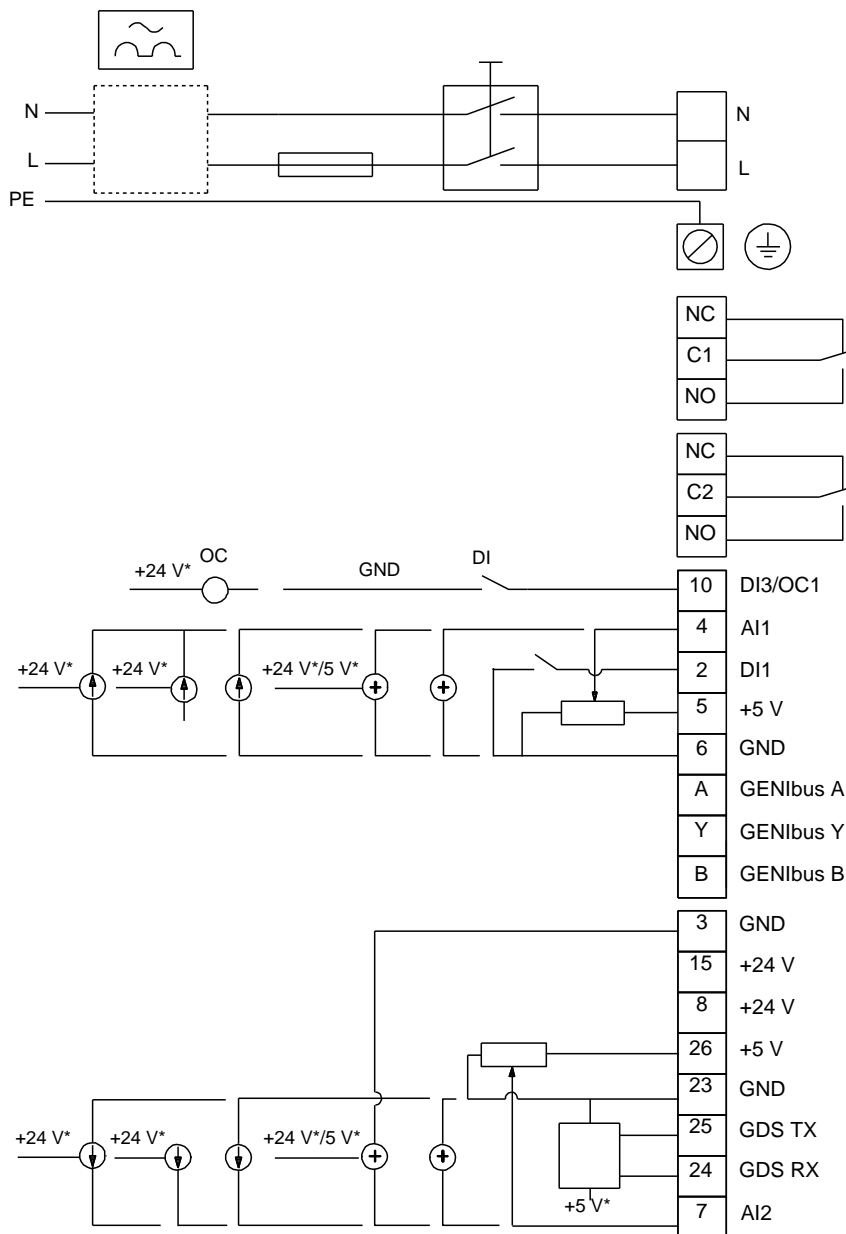 N
N
L
L
PE
NC
C1
NO
NC
C2
NO
+24 V*
OC
GND
DI
10 DI3/OC1
4 AI1
+24 V*
+24 V*
+24 V*/5 V*
2 DI1
5 +5 V
6 GND
A GENIbus A
Y GENIbus Y
B GENIbus B
3 GND
15 +24 V
8 +24 V
26 +5 V
23 GND
25 GDS TX
+24 V*
+24 V*
+24 V*/5 V*
24 GDS RX
+5 V*
7 AI2